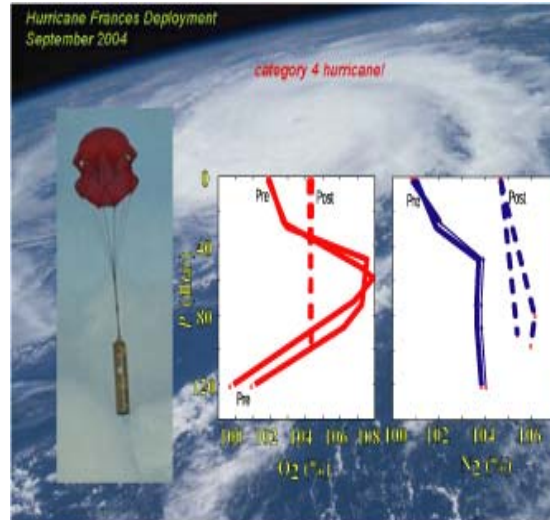 Hurricane Frances Deployment
September 2004
category 4 hurricane!
0
40
80
120
Pre
Post
Pre
100 102 104 106 108
O2 (%)
Pre
Post
100 102 104 106
N2 (%)